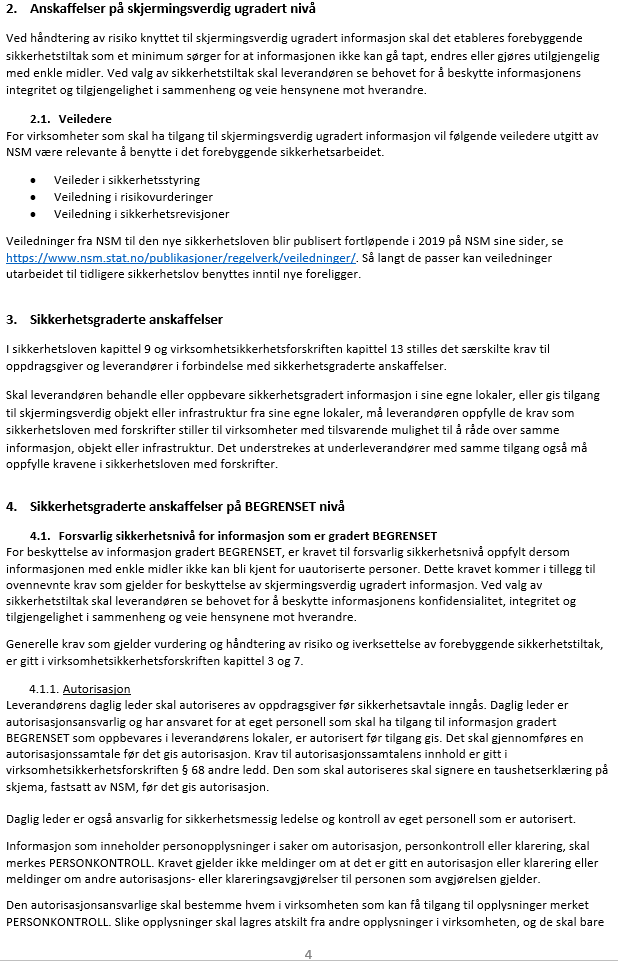 2. Anskaffelser på skjermingsverdig ugradert nivå
Ved håndtering av risiko knyttet til skjermingsverdig ugradert informasjon skal det etableres forebyggende
sikkerhetstiltak som et minimum sørger for at informasjonen ikke kan gå tapt, endres eller gjøres utilgjengelig
med enkle midler. Ved valg av sikkerhetstiltak skal leverandøren se behovet for å beskytte informasjonens
integritet og tilgjengelighet i sammenheng og veie hensynene mot hverandre.
2.1. Veiledere
For virksomheter som skal ha tilgang til skjermingsverdig ugradert informasjon vil følgende veiledere utgitt av
NSM være relevante å benytte i det forebyggende sikkerhetsarbeidet.
• Veileder i sikkerhetsstyring
• Veiledning i risikovurderinger
• Veiledning i sikkerhetsrevisjoner
Veiledninger fra NSM til den nye sikkerhetsloven blir publisert fortløpende i 2019 på NSM sine sider, se
https://www.nsm.stat.no/publikasjoner/regelverk/veiledninger/. Så langt de passer kan veiledninger
utarbeidet til tidligere sikkerhetslov benyttes inntil nye foreligger.
3. Sikkerhetsgraderte anskaffelser
I sikkerhetsloven kapittel 9 og virksomhetsikkerhetsforskriften kapittel 13 stilles det særskilte krav til
oppdragsgiver og leverandører i forbindelse med sikkerhetsgraderte anskaffelser.
Skal leverandøren behandle eller oppbevare sikkerhetsgradert informasjon i sine egne lokaler, eller gis tilgang
til skjermingsverdig objekt eller infrastruktur fra sine egne lokaler, må leverandøren oppfylle de krav som
sikkerhetsloven med forskrifter stiller til virksomheter med tilsvarende mulighet til å råde over samme
informasjon, objekt eller infrastruktur. Det understrekes at underleverandører med samme tilgang også må
oppfylle kravene i sikkerhetsloven med forskrifter.
4. Sikkerhetsgraderte anskaffelser på BEGRENSET nivå
4.1. Forsvarlig sikkerhetsnivå for informasjon som er gradert BEGRENSET
For beskyttelse av informasjon gradert BEGRENSET, er kravet til forsvarlig sikkerhetsnivå oppfylt dersom
informasjonen med enkle midler ikke kan bli kjent for uautoriserte personer. Dette kravet kommer i tillegg til
ovennevnte krav som gjelder for beskyttelse av skjermingsverdig ugradert informasjon. Ved valg av
sikkerhetstiltak skal leverandøren se behovet for å beskytte informasjonens konfidensialitet, integritet og
tilgjengelighet i sammenheng og veie hensynene mot hverandre.
Generelle krav som gjelder vurdering og håndtering av risiko og iverksettelse av forebyggende sikkerhetstiltak,
er gitt i virksomhetsikkerhetsforskriften kapittel 3 og 7.
4.1.1. Autorisasjon
Leverandørens daglig leder skal autoriseres av oppdragsgiver før sikkerhetsavtale inngås. Daglig leder er
autorisasjonsansvarlig og har ansvaret for at eget personell som skal ha tilgang til informasjon gradert
BEGRENSET som oppbevares i leverandørens lokaler, er autorisert før tilgang gis. Det skal gjennomføres en
autorisasjonssamtale før det gis autorisasjon. Krav til autorisasjonssamtalens innhold er gitt i
virksomhetsikkerhetsforskriften § 68 andre ledd. Den som skal autoriseres skal signere en taushetserklæring på
skjema, fastsatt av NSM, før det gis autorisasjon.
Daglig leder er også ansvarlig for sikkerhetsmessig ledelse og kontroll av eget personell som er autorisert.
Informasjon som inneholder personopplysninger i saker om autorisasjon, personkontroll eller klarering, skal
merkes PERSONKONTROLL. Kravet gjelder ikke meldinger om at det er gitt en autorisasjon eller klarering eller
meldinger om andre autorisasjons- eller klareringsavgjørelser til personen som avgjørelsen gjelder.
Den autorisasjonsansvarlige skal bestemme hvem i virksomheten som kan få tilgang til opplysninger merket
PERSONKONTROLL. Slike opplysninger skal lagres atskilt fra andre opplysninger i virksomheten, og de skal bare
4